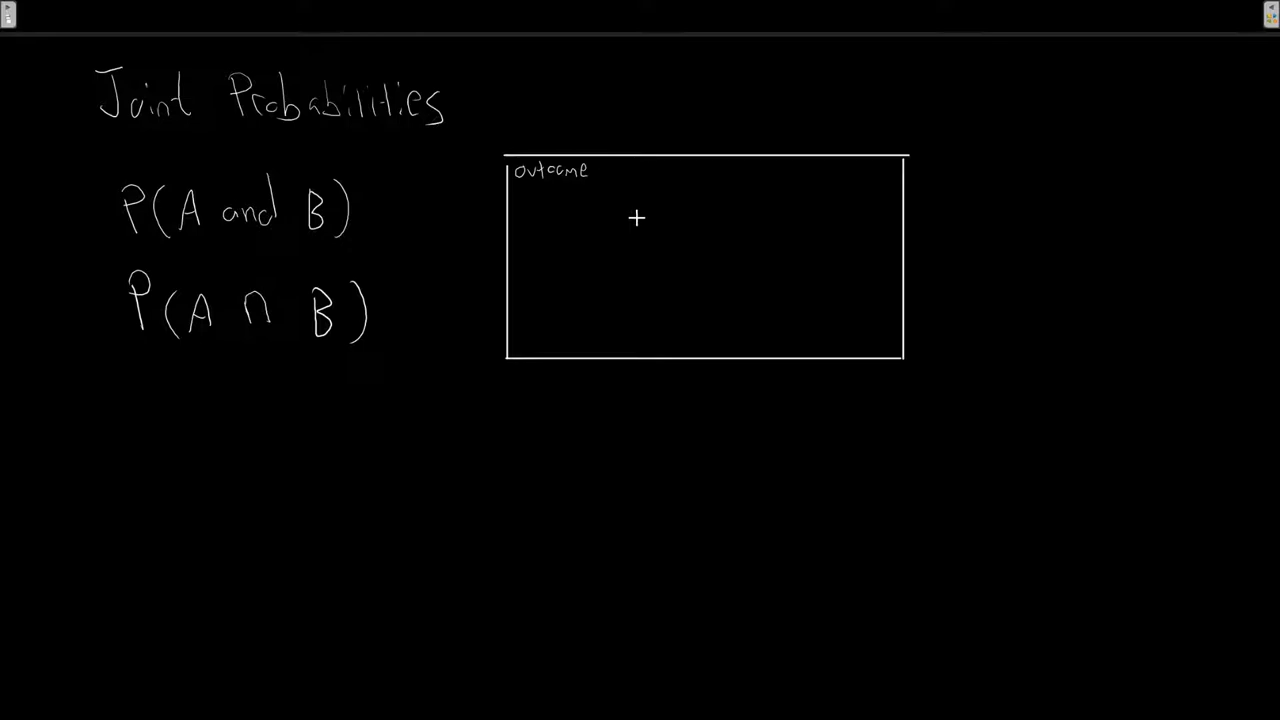 Joint Probabilities
P(A and B)
P(A ∩ B)
outcome